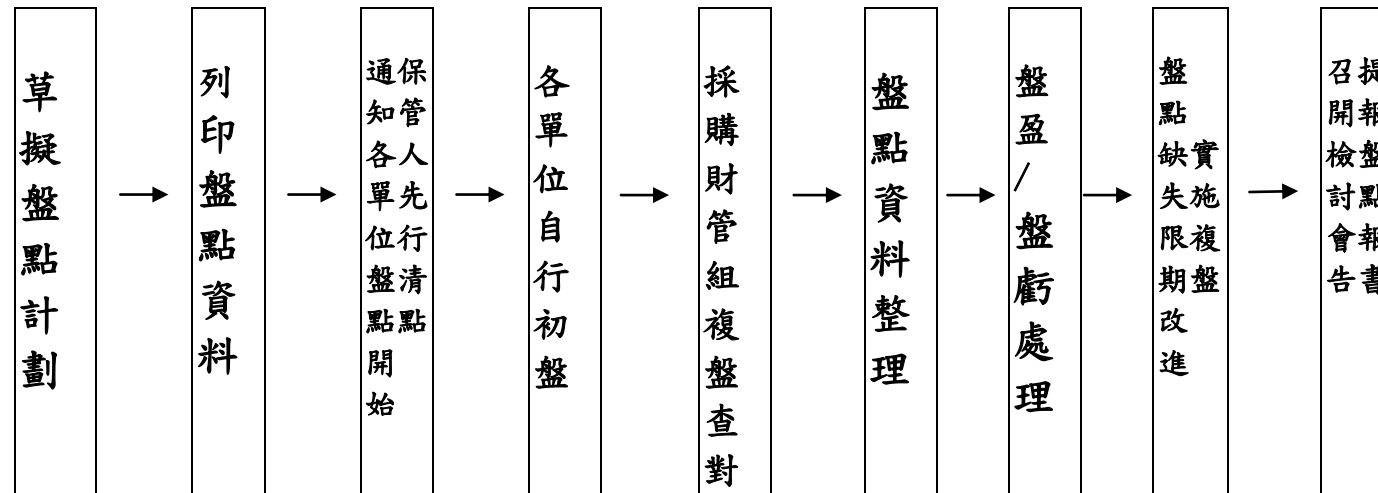 草擬盤點計劃
列印盤點資料
通知各單位盤點開始
保管人先行清點
各單位自行初盤
採購財管組複盤查對
盤點資料整理
盤盈/盤虧處理
盤點缺失限期改進
實施複盤
召開檢討會告
提報盤點報書